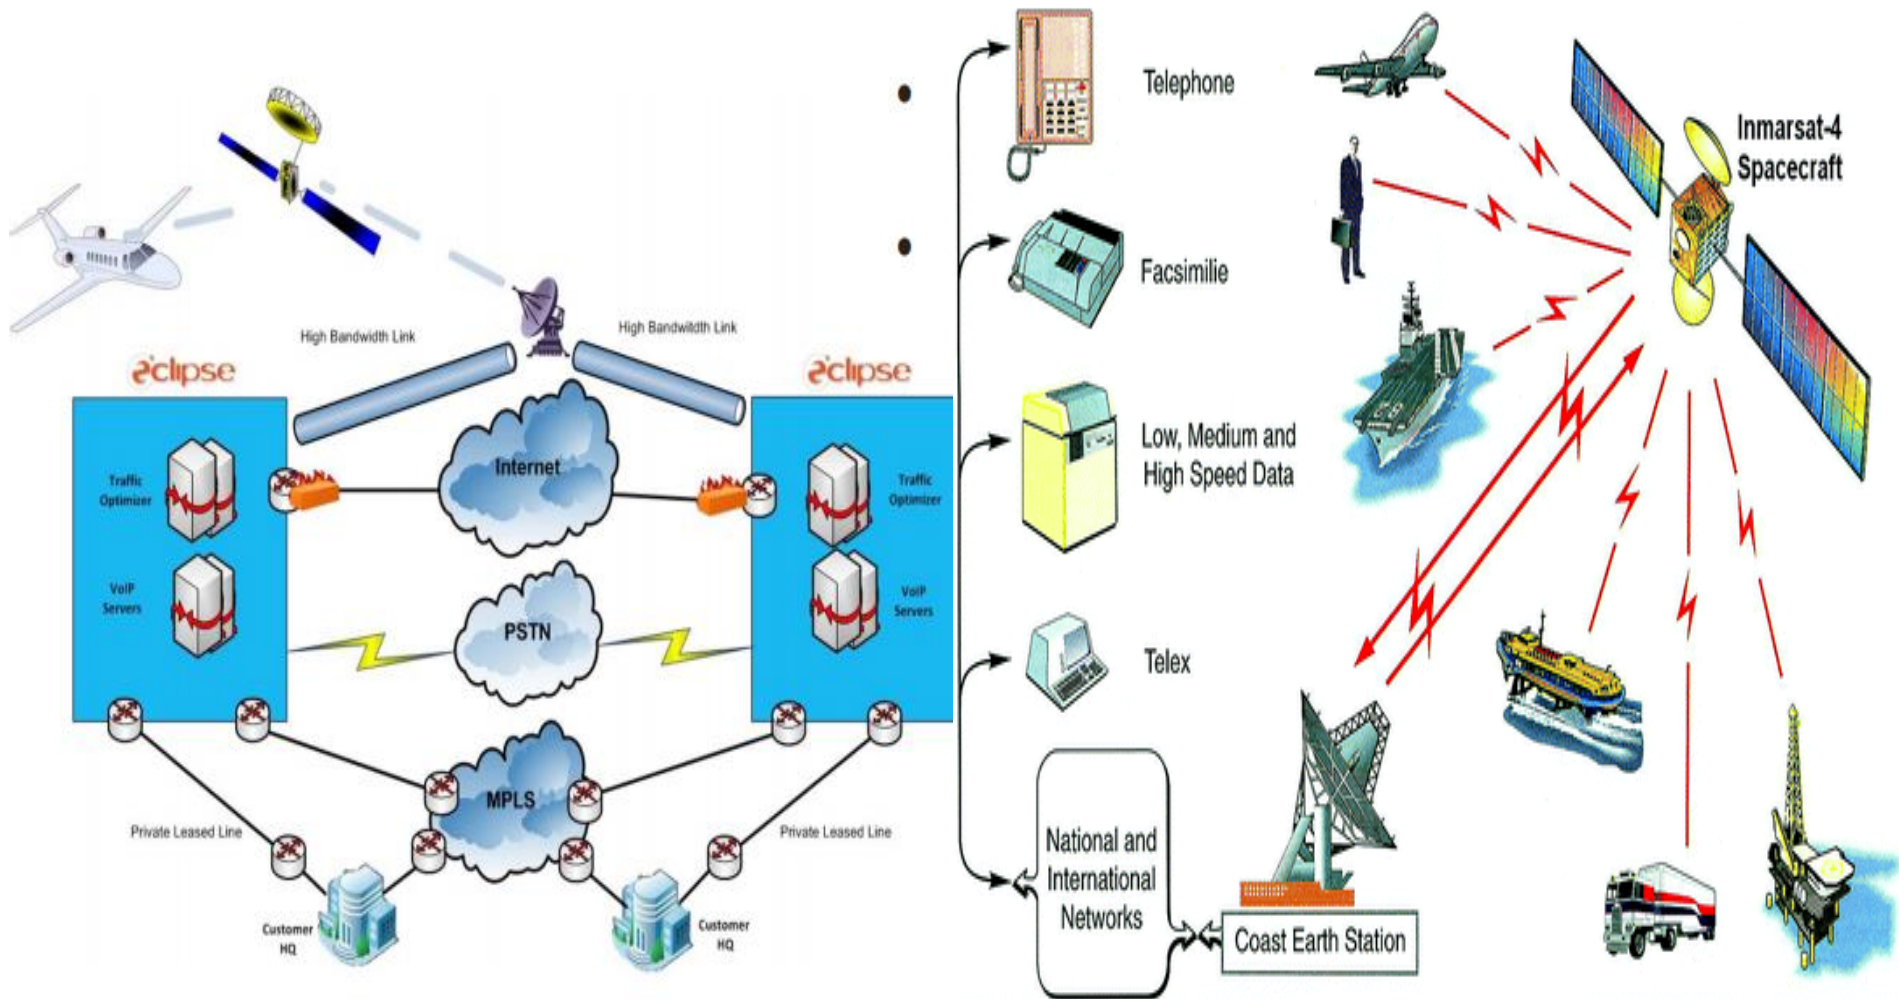 High Bandwidth Link
High Bandwildth Link
eclipse
eclipse
Internet
Traffic
Optimizer
Traffic
Optimizer
VoIP
Servers
VoIP
Servers
PSTN
MPLS
Private Leased Line
Private Leased Line
Customer
HQ
Customer
HQ
Telephone
Facsimilie
Low, Medium and
High Speed Data
Telex
National and
International
Networks
Coast Earth Station
Inmarsat-4
Spacecraft